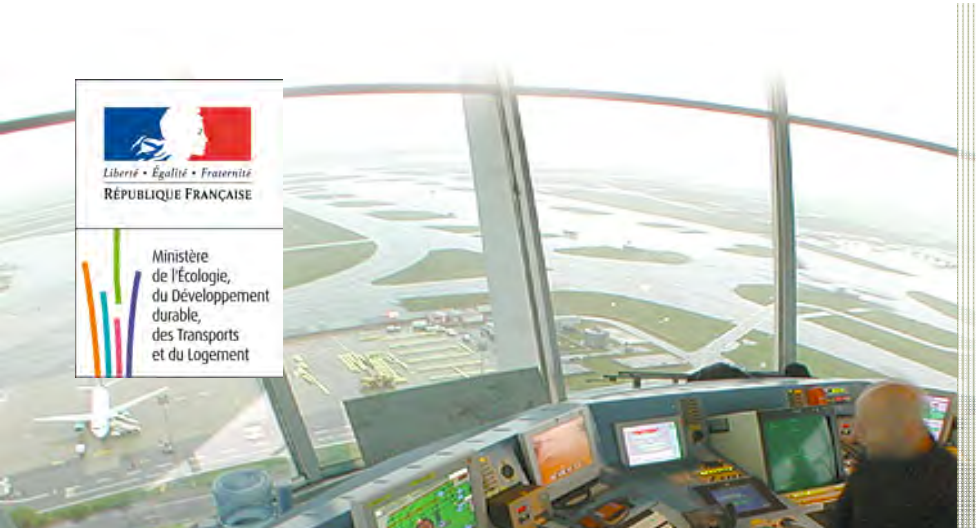 Liberté • Égalité • Fraternité
RÉPUBLIQUE FRANÇAISE
Ministère
de l'Écologie,
du Développement
durable,
des Transports
et du Logement